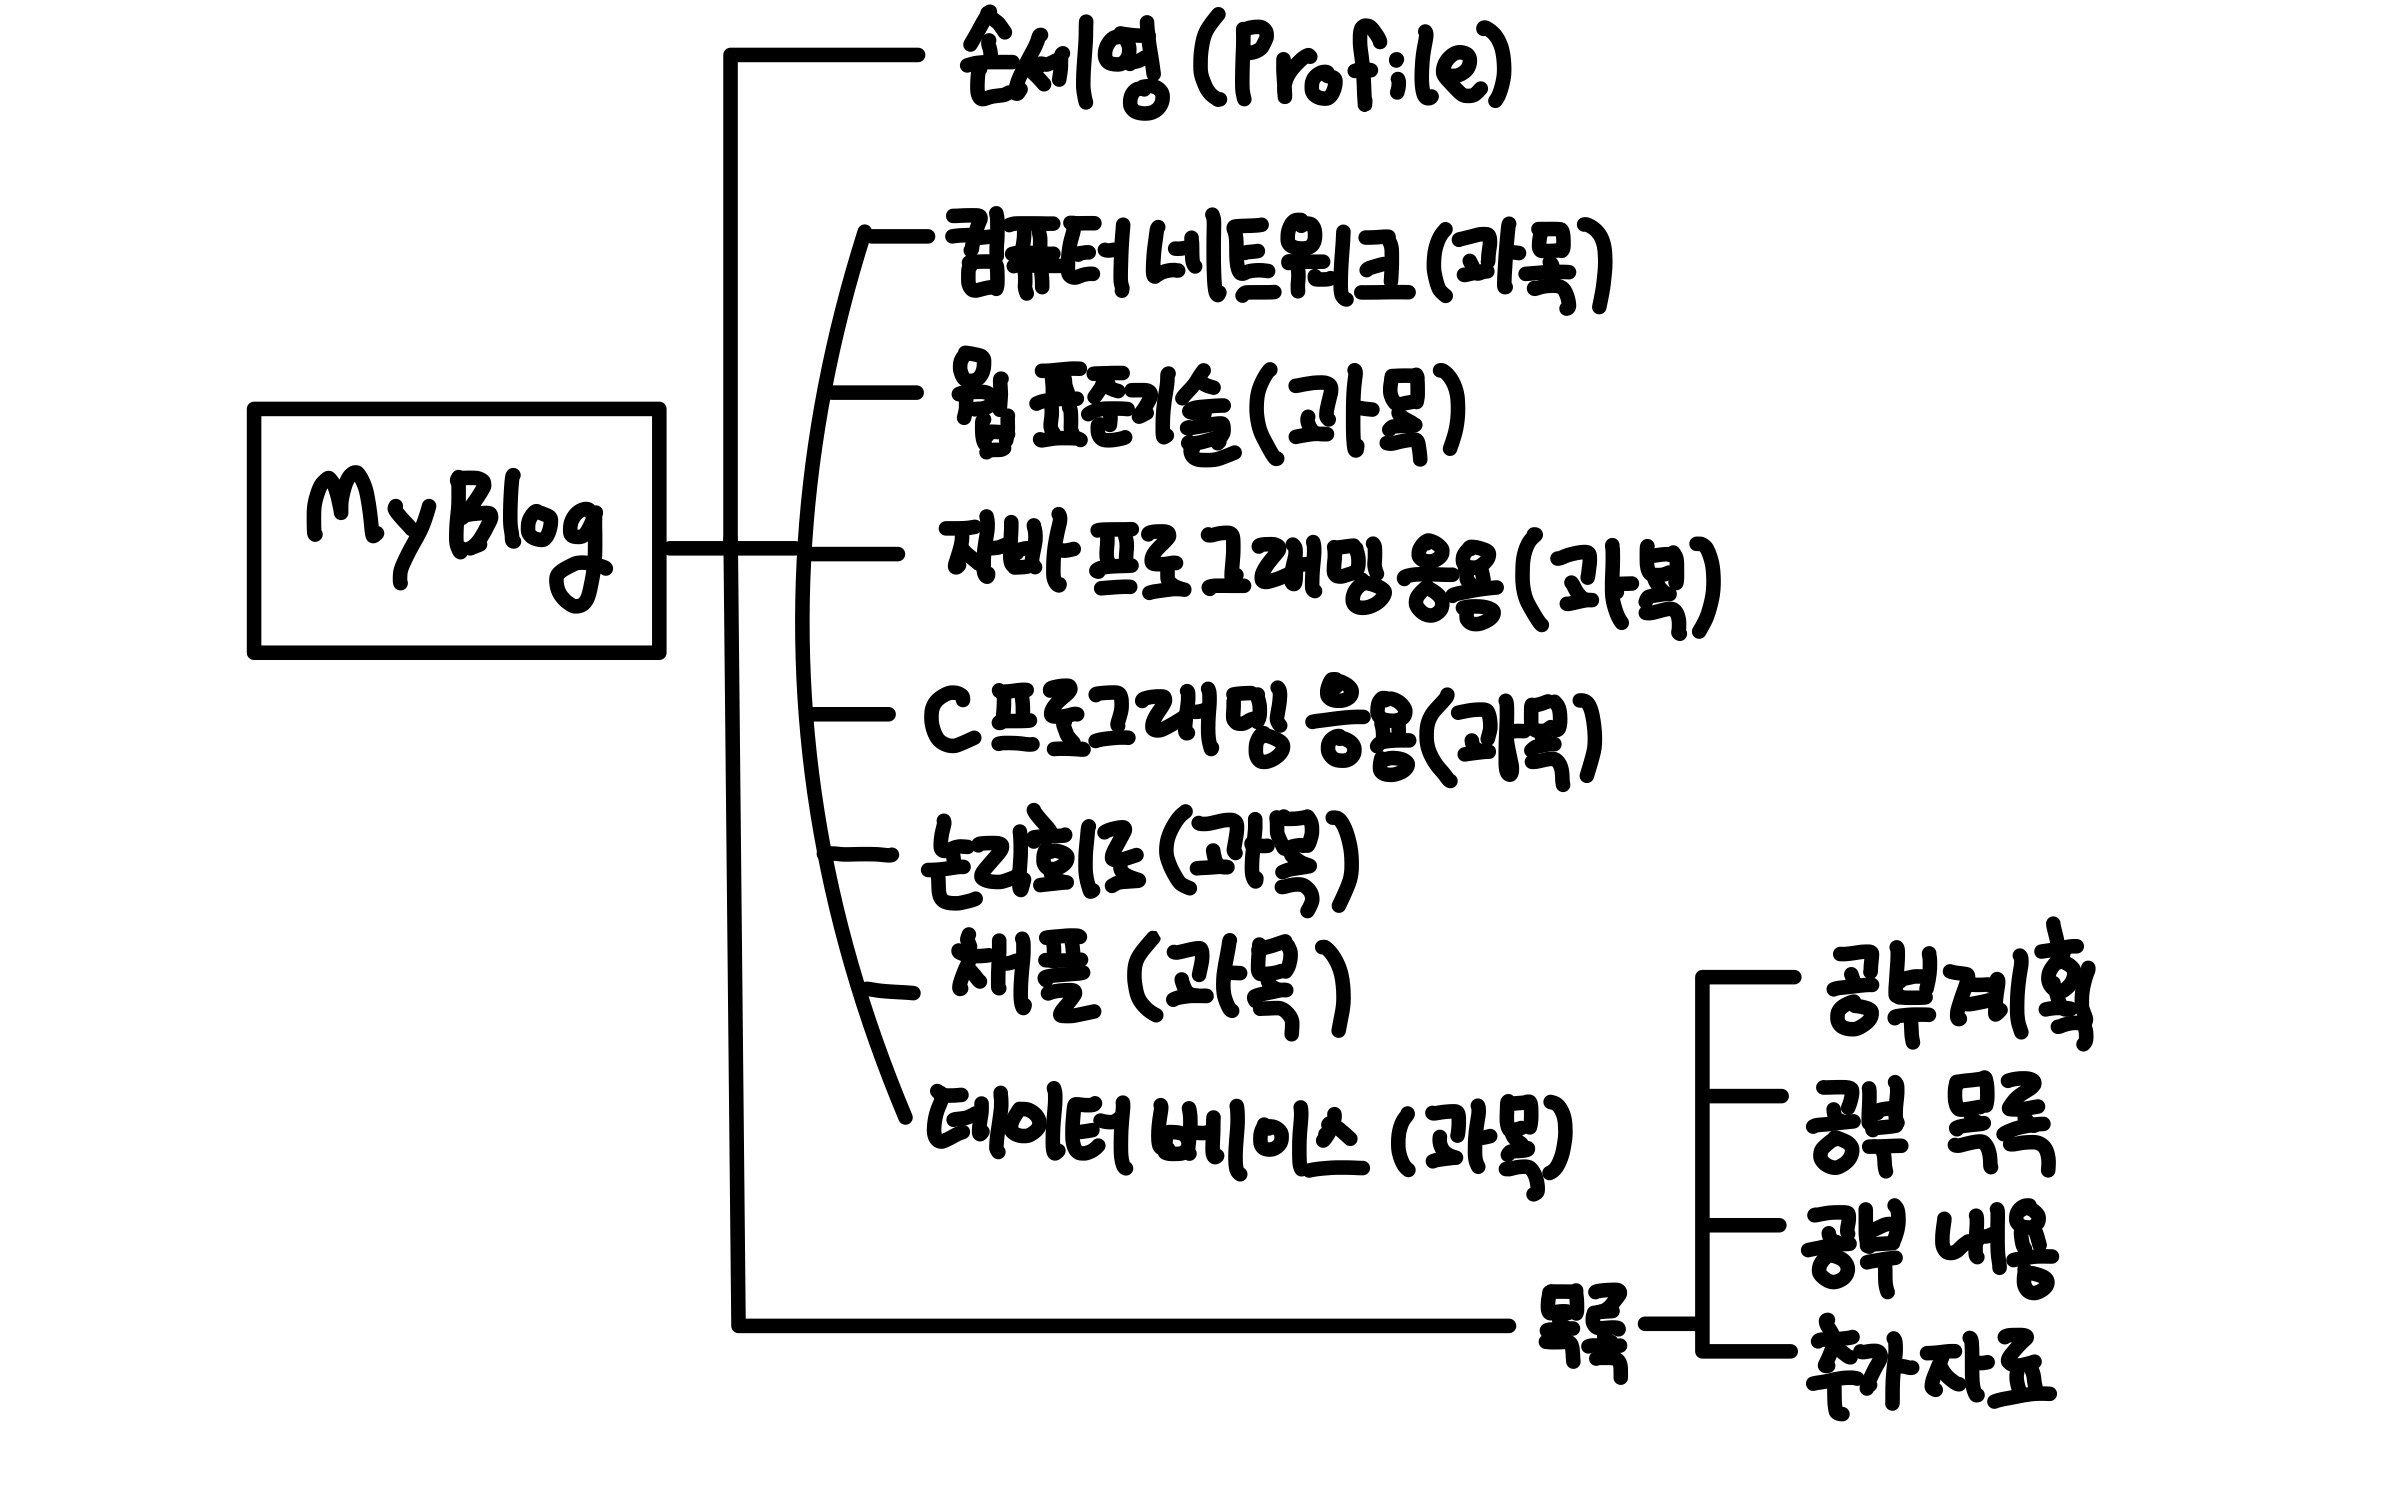 손세영 (Profile)
컴퓨터네트워크(과목)
웹 표준기술(과목)
자바 프로그래밍 응용(과목)
MyBlog
C프로그래밍 응용(과목)
논리회로(과목)
서버구축 (과목)
데이터베이스 (과목)
공부계획
공부 목록
공부 내용
목록
추가자료